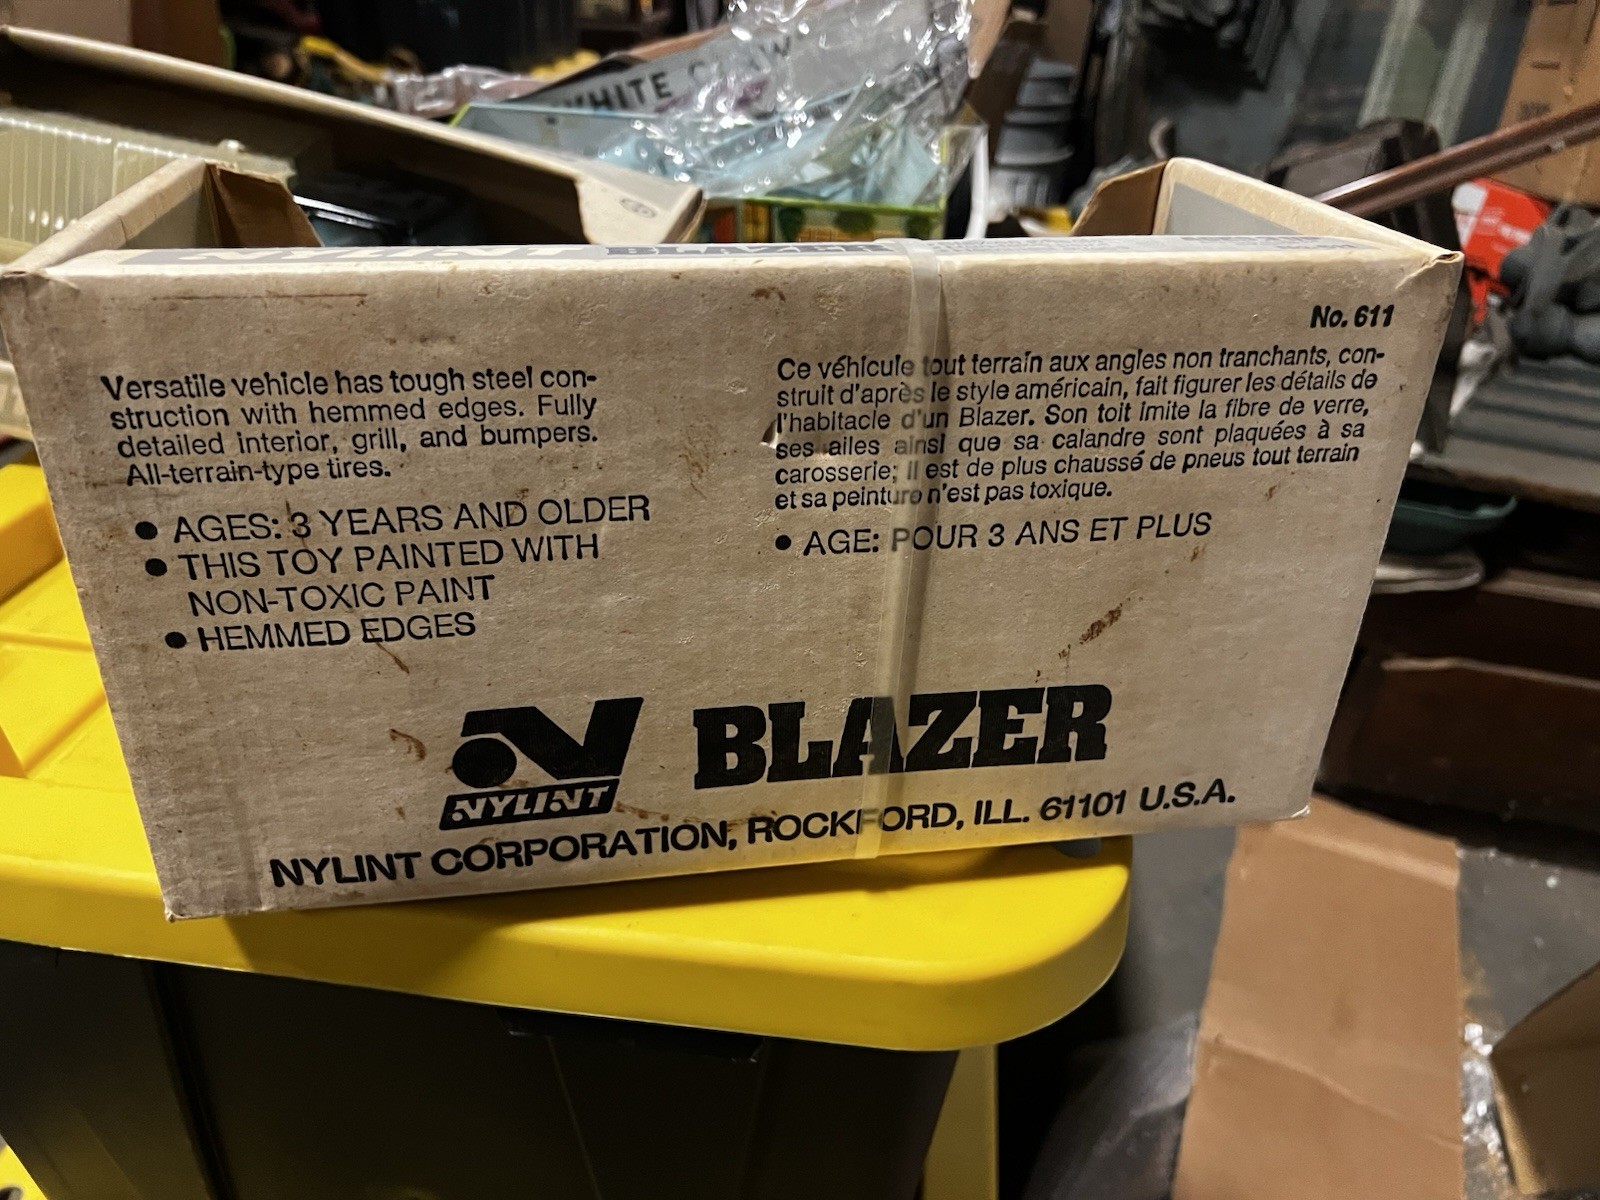 WHITE CLAW
NYLINT BLAZER
No. 611
Versatile vehicle has tough steel con-
struction with hemmed edges. Fully
detailed interior, grill, and bumpers.
All-terrain-type tires.
• AGES: 3 YEARS AND OLDER
• THIS TOY PAINTED WITH
NON-TOXIC PAINT
• HEMMED EDGES
Ce véhicule tout terrain aux angles non tranchants, con-
struit d'après le style américain, fait figurer les détails de
l'habitacle d'un Blazer. Son toit imite la fibre de verre,
ses ailes ainsi que sa calandre sont plaquées à sa
carosserie; il est de plus chaussé de pneus tout terrain
et sa peinture n'est pas toxique.
• AGE: POUR 3 ANS ET PLUS
NYLINT BLAZER
NYLINT CORPORATION, ROCKFORD, ILL. 61101 U.S.A.